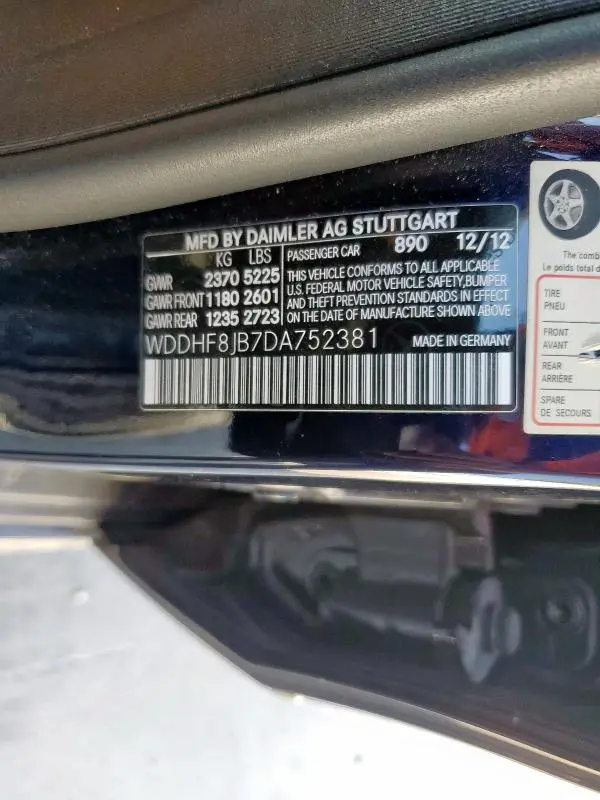 MFD BY DAIMLER AG STUTTGART
KG LBS
GVWR 2370 5225
GAWR FRONT 1180 2601
GAWR REAR 1235 2723
PASSENGER CAR 890 12/12
THIS VEHICLE CONFORMS TO ALL APPLICABLE
U.S. FEDERAL MOTOR VEHICLE SAFETY,BUMPER
AND THEFT PREVENTION STANDARDS IN EFFECT
ON THE DATE OF MANUFACTURE SHOWN ABOVE
WDDHF8JB7DA752381
MADE IN GERMANY
The comb
Le poids total d
TIRE
PNEU
FRONT
AVANT
REAR
ARRIÈRE
SPARE
DE SECOURS